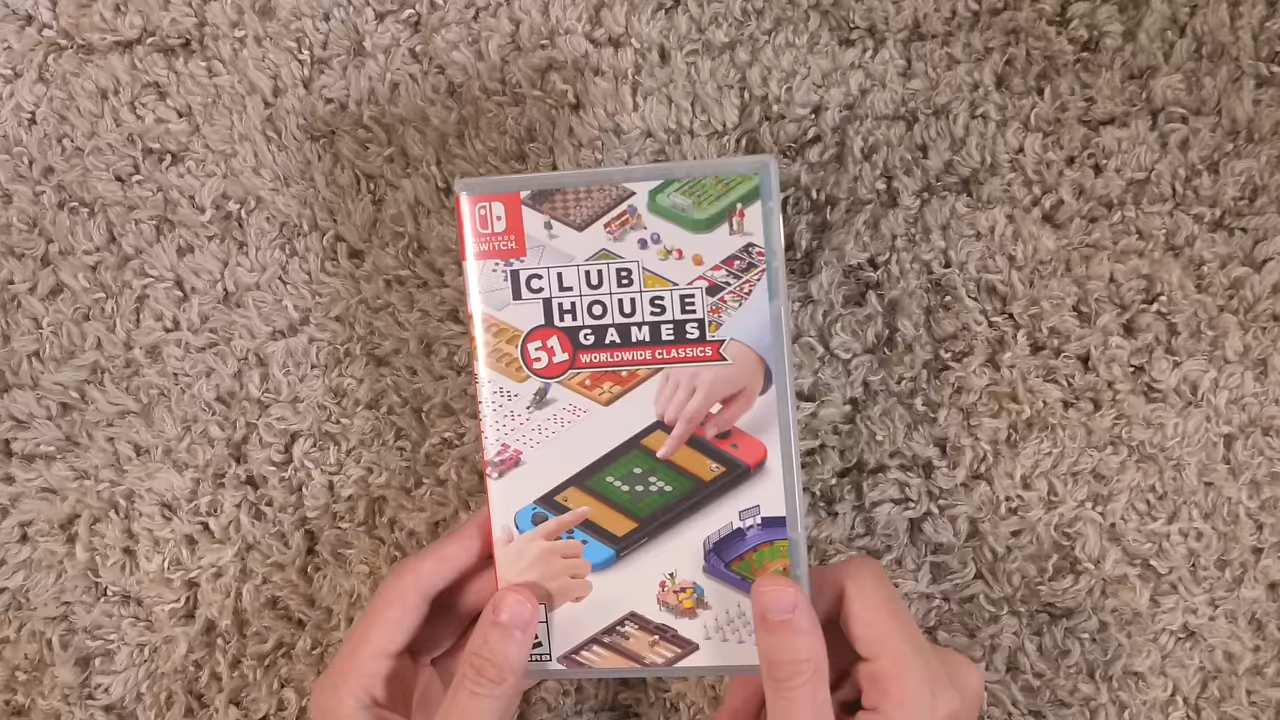 NINTENDO
SWITCH
CLUB
HOUSE
GAMES
51
WORLDWIDE CLASSICS